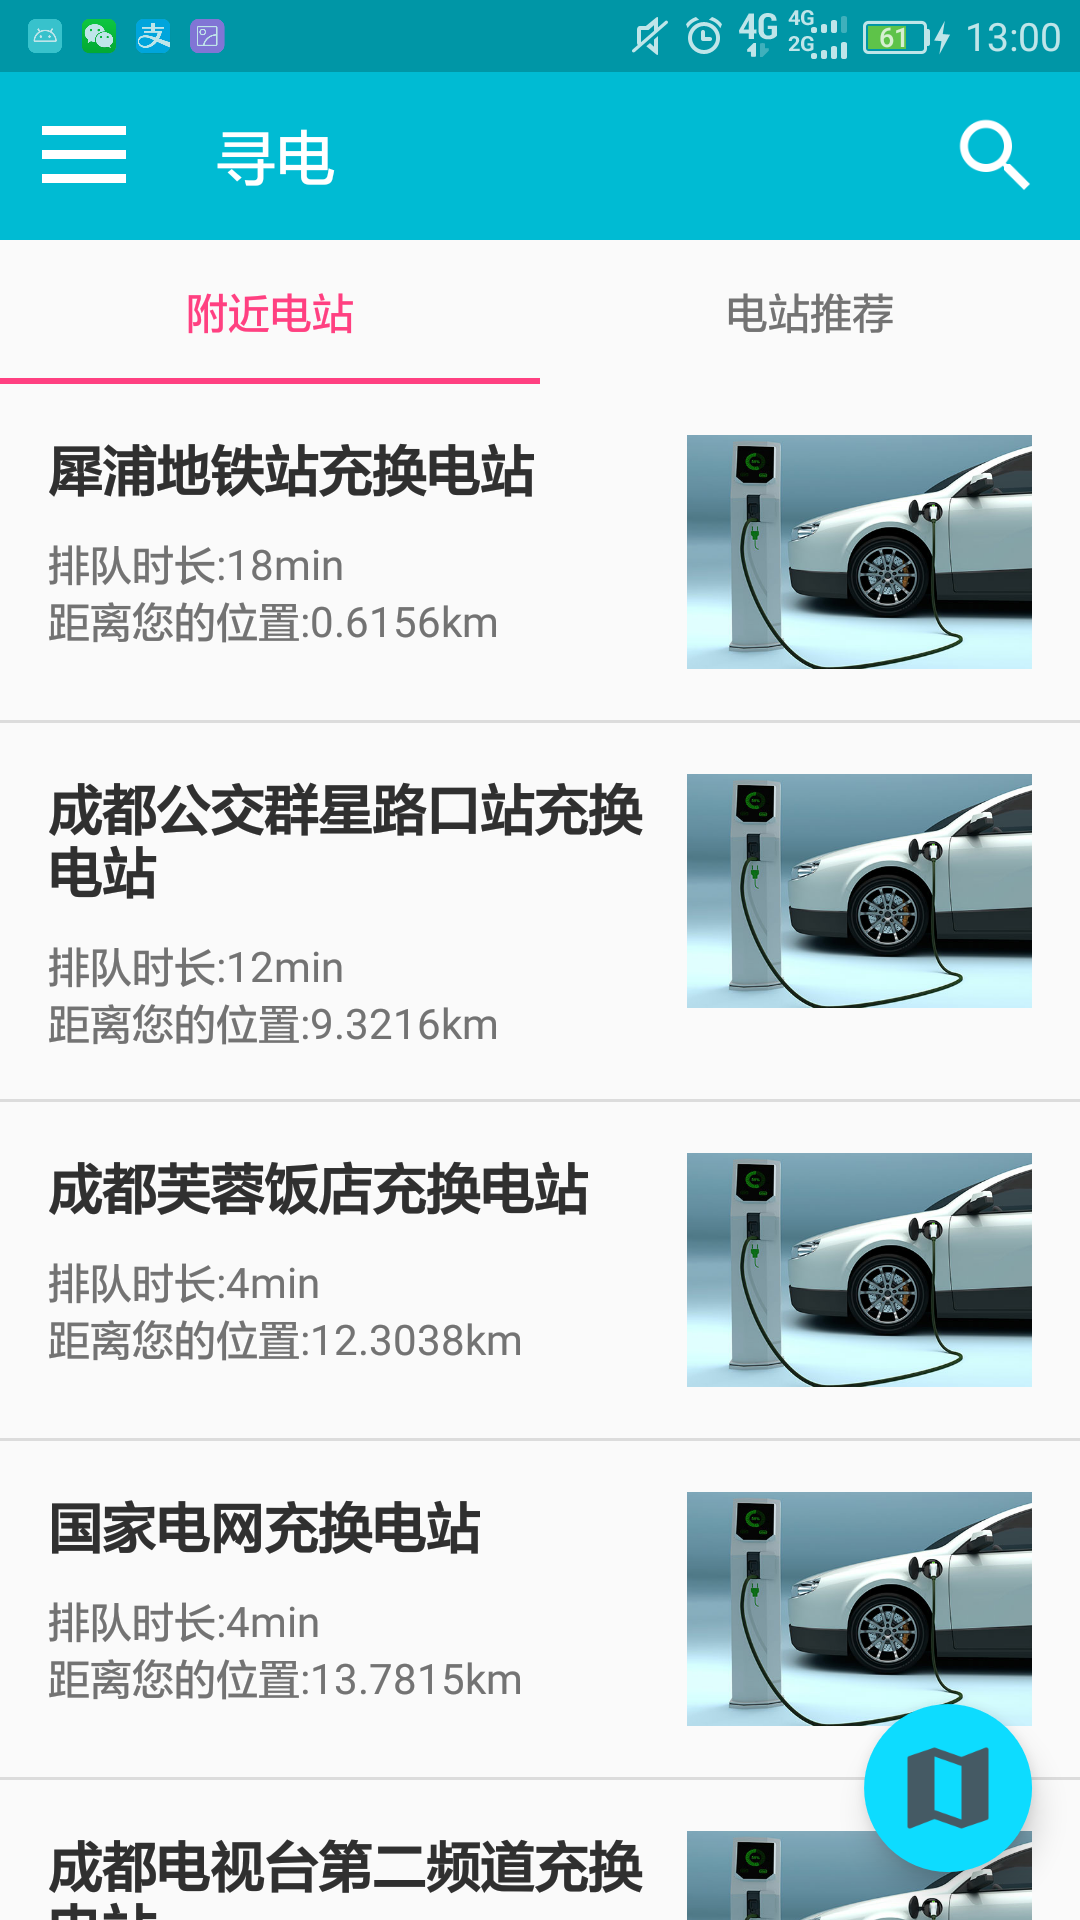 支
4G
4G
2G
61
13:00
寻电
附近电站
电站推荐
犀浦地铁站充换电站
排队时长:18min
距离您的位置:0.6156km
成都公交群星路口站充换
电站
排队时长:12min
距离您的位置:9.3216km
成都芙蓉饭店充换电站
排队时长:4min
距离您的位置:12.3038km
国家电网充换电站
排队时长:4min
距离您的位置:13.7815km
成都电视台第二频道充换
电站